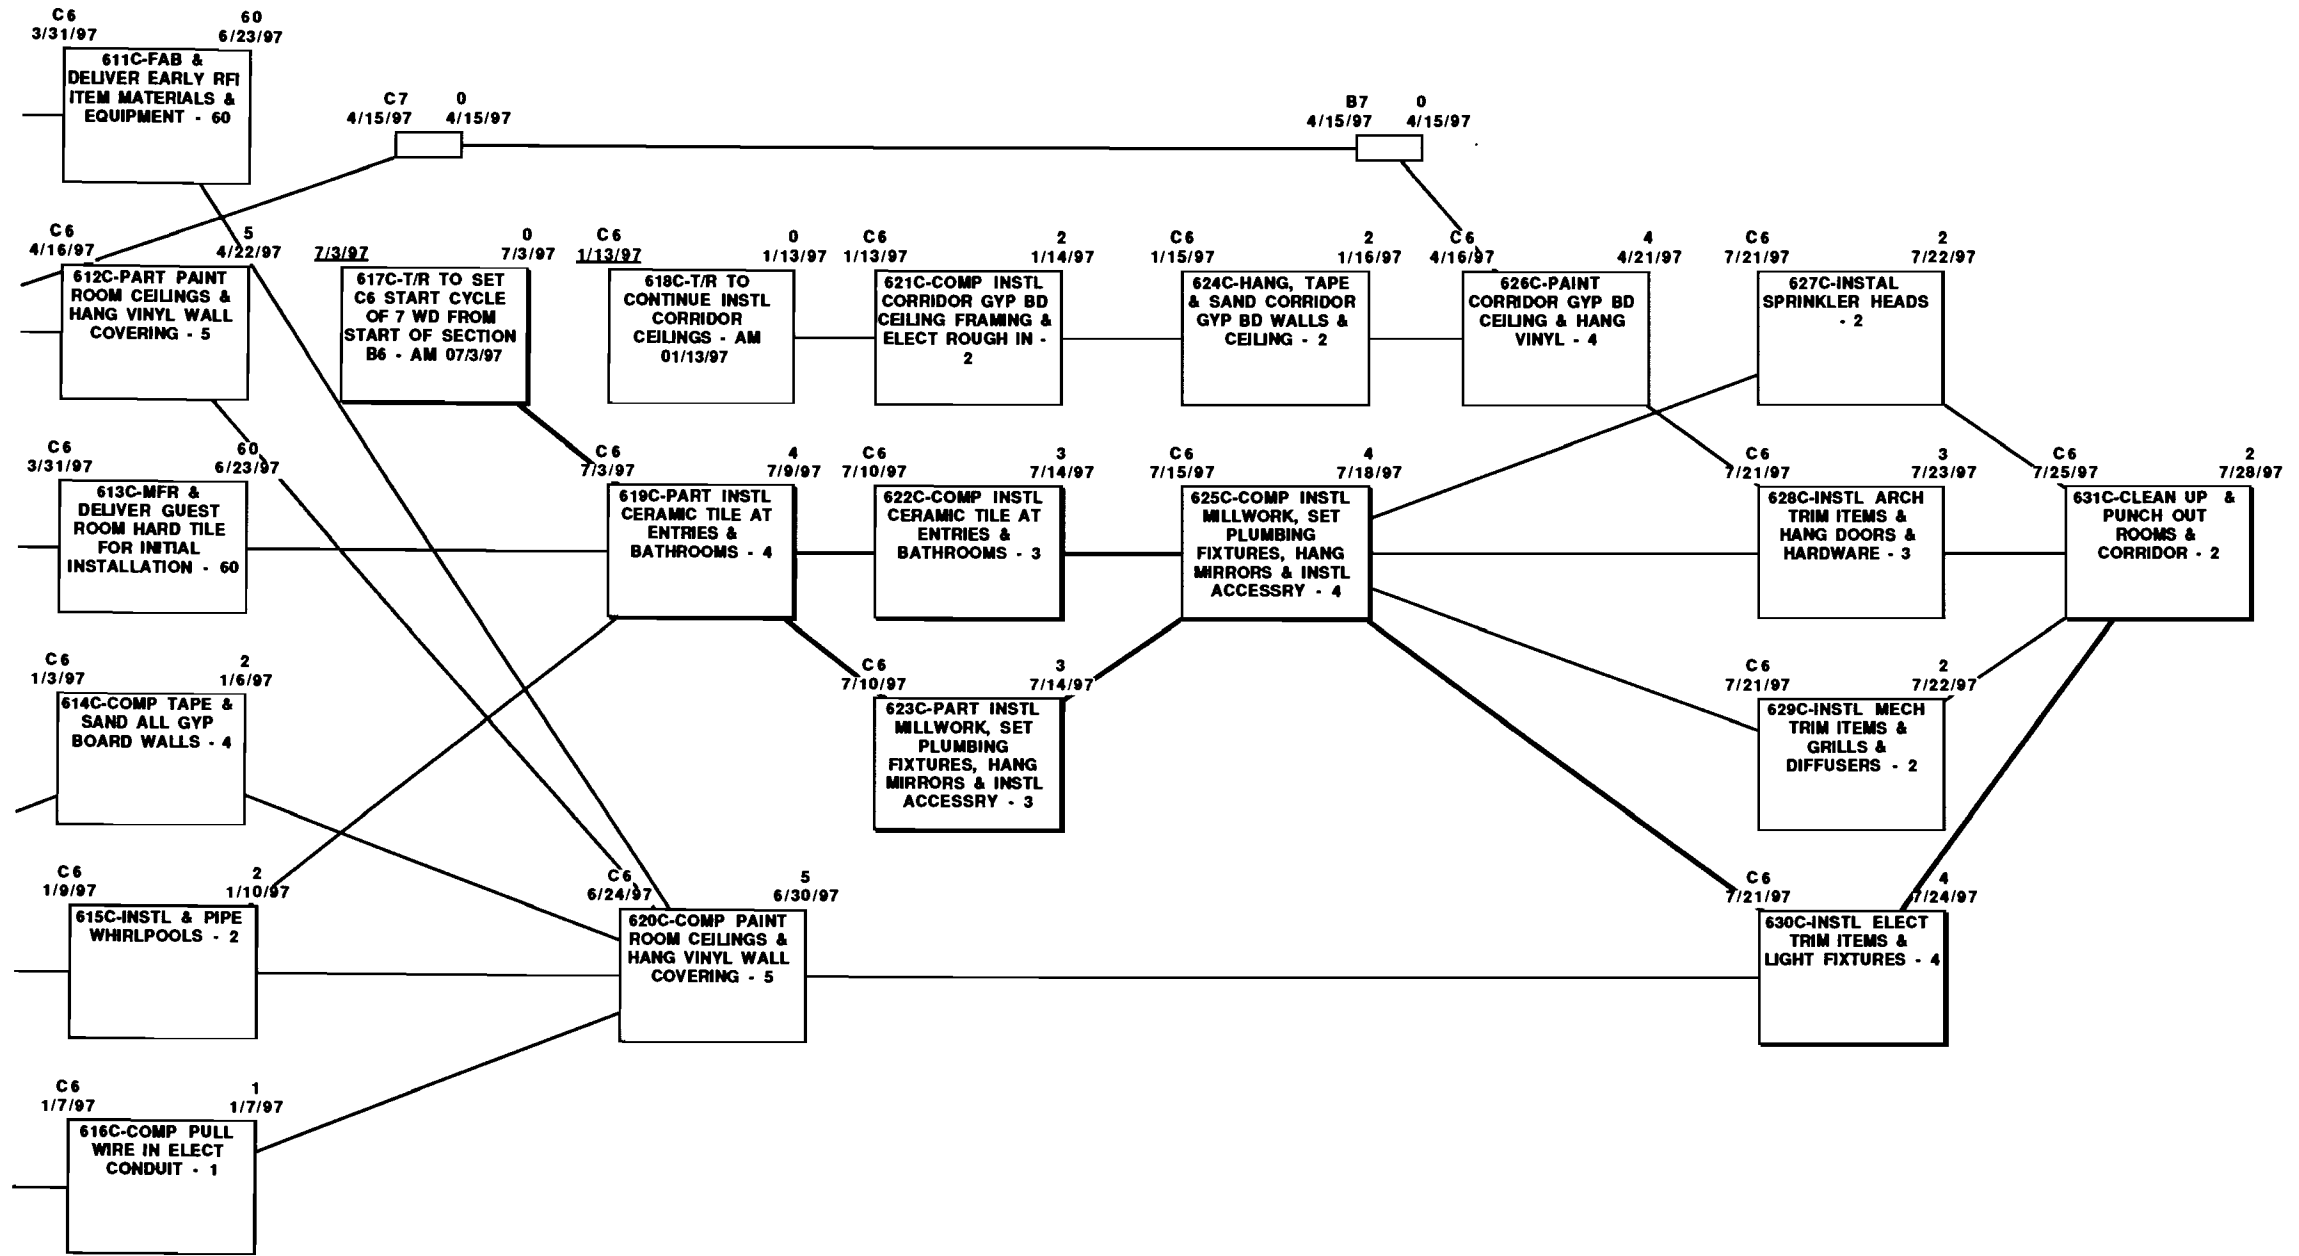 C6 60
3/31/97 6/23/97
611C-FAB &
DELIVER EARLY RFI
ITEM MATERIALS &
EQUIPMENT - 60
C7 0
4/15/97 4/15/97
B7 0
4/15/97 4/15/97
C6 5
4/16/97 4/22/97
612C-PART PAINT
ROOM CEILINGS &
HANG VINYL WALL
COVERING - 5
0
7/3/97 7/3/97
617C-T/R TO SET
C6 START CYCLE
OF 7 WD FROM
START OF SECTION
B6 - AM 07/3/97
C6 0
1/13/97 1/13/97
618C-T/R TO
CONTINUE INSTL
CORRIDOR
CEILINGS - AM
01/13/97
C6 2
1/13/97 1/14/97
621C-COMP INSTL
CORRIDOR GYP BD
CEILING FRAMING &
ELECT ROUGH IN -
2
C6 2
1/15/97 1/16/97
624C-HANG, TAPE
& SAND CORRIDOR
GYP BD WALLS &
CEILING - 2
C6 4
4/16/97 4/21/97
626C-PAINT
CORRIDOR GYP BD
CEILING & HANG
VINYL - 4
C6 2
7/21/97 7/22/97
627C-INSTAL
SPRINKLER HEADS
- 2
C6 60
3/31/97 6/23/97
613C-MFR &
DELIVER GUEST
ROOM HARD TILE
FOR INITIAL
INSTALLATION - 60
C6 4
7/3/97 7/9/97
619C-PART INSTL
CERAMIC TILE AT
ENTRIES &
BATHROOMS - 4
C6 3
7/10/97 7/14/97
622C-COMP INSTL
CERAMIC TILE AT
ENTRIES &
BATHROOMS - 3
C6 4
7/15/97 7/18/97
625C-COMP INSTL
MILLWORK, SET
PLUMBING
FIXTURES, HANG
MIRRORS & INSTL
ACCESSRY - 4
C6 3
7/21/97 7/23/97
628C-INSTL ARCH
TRIM ITEMS &
HANG DOORS &
HARDWARE - 3
C6 2
7/25/97 7/28/97
631C-CLEAN UP &
PUNCH OUT
ROOMS &
CORRIDOR - 2
C6 2
1/3/97 1/6/97
614C-COMP TAPE &
SAND ALL GYP
BOARD WALLS - 4
C6 3
7/10/97 7/14/97
623C-PART INSTL
MILLWORK, SET
PLUMBING
FIXTURES, HANG
MIRRORS & INSTL
ACCESSRY - 3
C6 2
7/21/97 7/22/97
629C-INSTL MECH
TRIM ITEMS &
GRILLS &
DIFFUSERS - 2
C6 2
1/9/97 1/10/97
615C-INSTL & PIPE
WHIRLPOOLS - 2
C6 5
6/24/97 6/30/97
620C-COMP PAINT
ROOM CEILINGS &
HANG VINYL WALL
COVERING - 5
C6 4
7/21/97 7/24/97
630C-INSTL ELECT
TRIM ITEMS &
LIGHT FIXTURES - 4
C6 1
1/7/97 1/7/97
616C-COMP PULL
WIRE IN ELECT
CONDUIT - 1